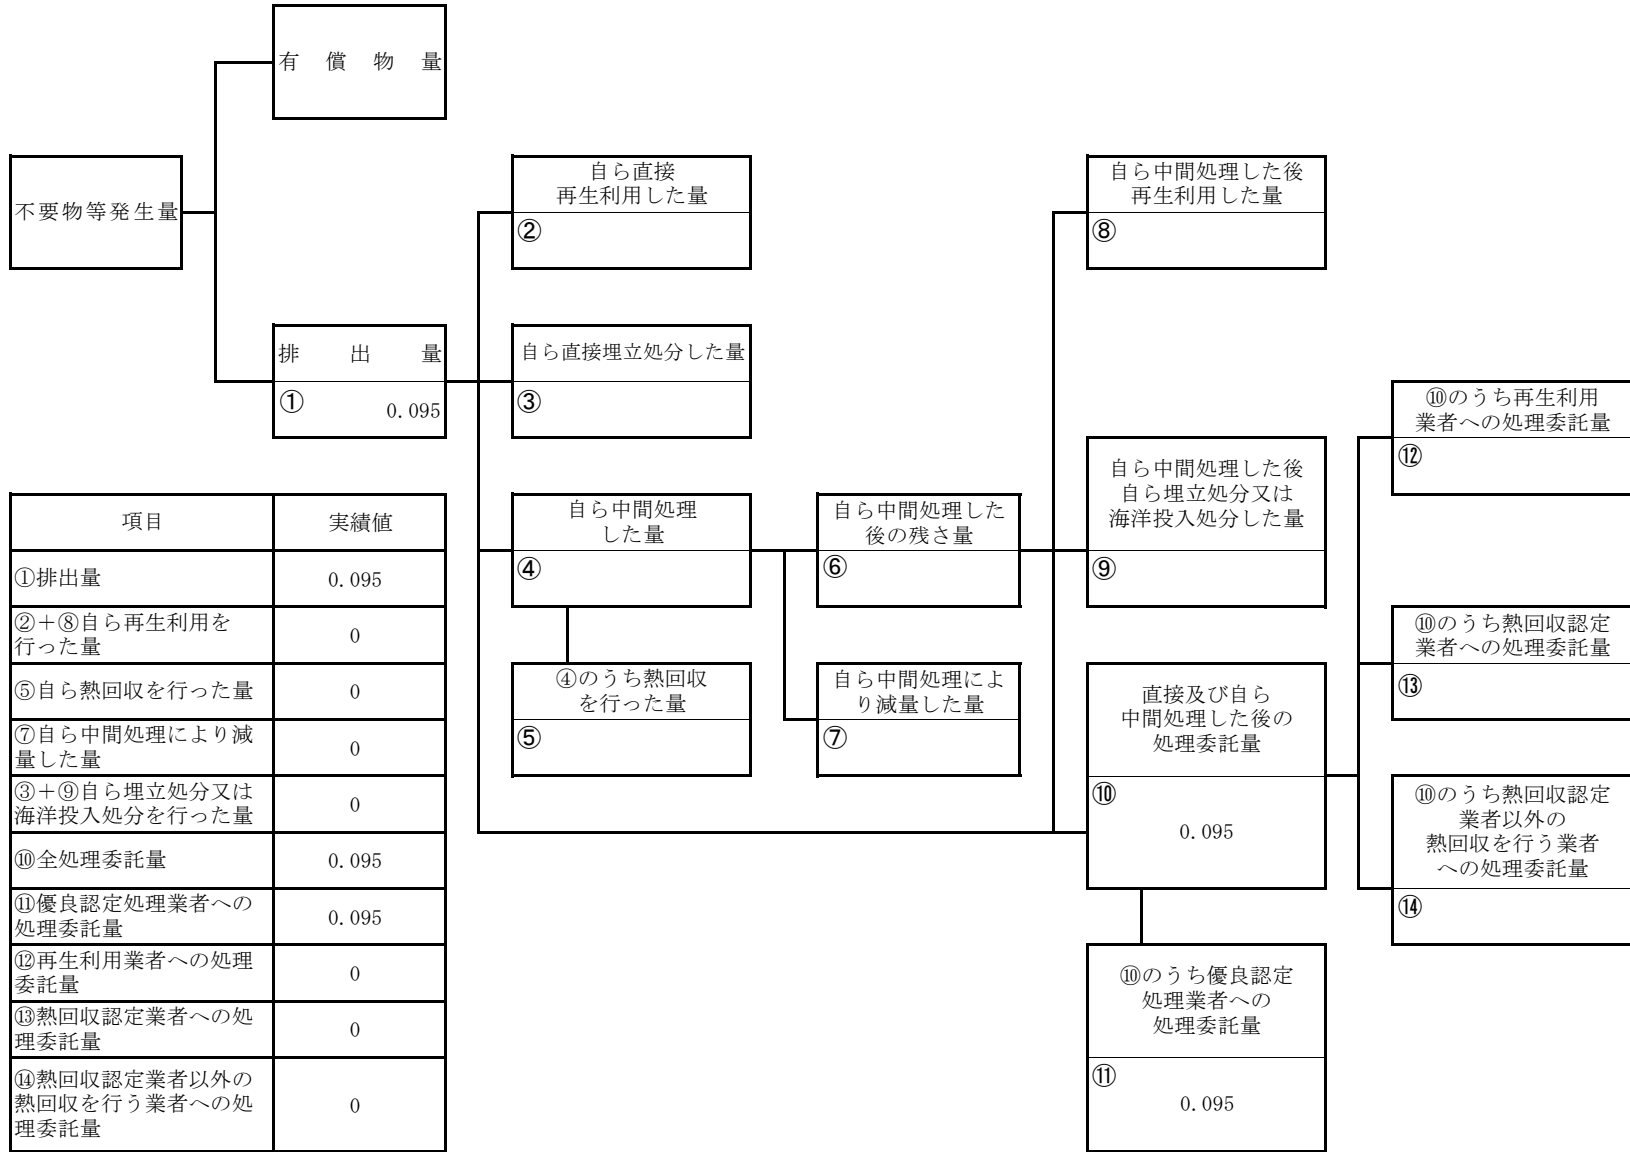 有償物量
不要物等発生量
排出量
①
0.095
自ら直接
再生利用した量
②
自ら直接埋立処分した量
③
自ら中間処理
した量
④
④のうち熱回収
を行った量
⑤
自ら中間処理した
後の残さ量
⑥
自ら中間処理によ
り減量した量
⑦
自ら中間処理した後
再生利用した量
⑧
自ら中間処理した後
自ら埋立処分又は
海洋投入処分した量
⑨
直接及び自ら
中間処理した後の
処理委託量
⑩
0.095
⑩のうち優良認定
処理業者への
処理委託量
⑪
0.095
⑩のうち再生利用
業者への処理委託量
⑫
⑩のうち熱回収認定
業者への処理委託量
⑬
⑩のうち熱回収認定
業者以外の
熱回収を行う業者
への処理委託量
⑭
項目 実績値
①排出量 0.095
②＋⑧自ら再生利用を
行った量 0
⑤自ら熱回収を行った量 0
⑦自ら中間処理により減
量した量 0
③＋⑨自ら埋立処分又は
海洋投入処分を行った量 0
⑩全処理委託量 0.095
⑪優良認定処理業者への
処理委託量 0.095
⑫再生利用業者への処理
委託量 0
⑬熱回収認定業者への処
理委託量 0
⑭熱回収認定業者以外の
熱回収を行う業者への処
理委託量 0